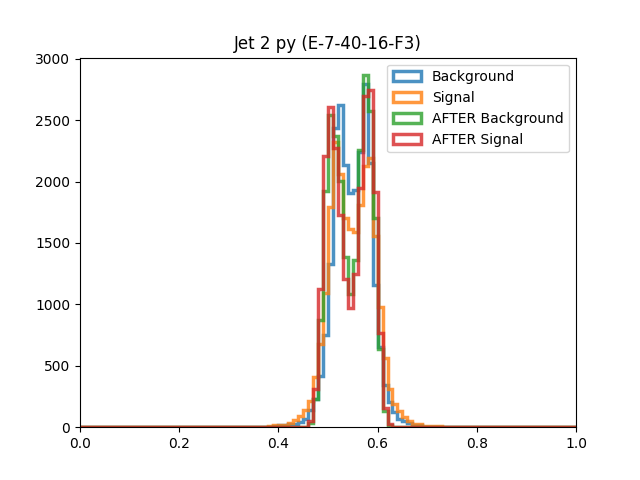 Jet 2 py (E-7-40-16-F3)
3000
2500
2000
1500
1000
500
0
0.0
0.2
0.4
0.6
0.8
1.0
Background
Signal
AFTER Background
AFTER Signal